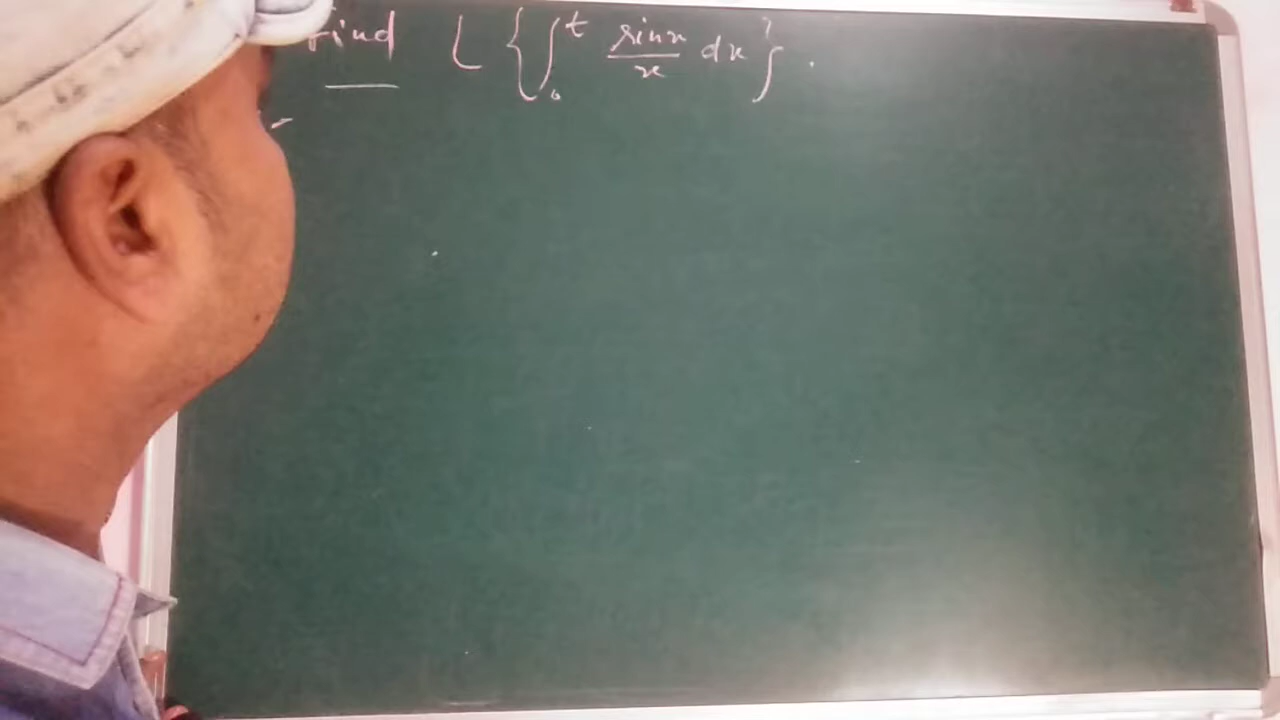 Find L { ∫₀ᵗ sinx/x dx } .